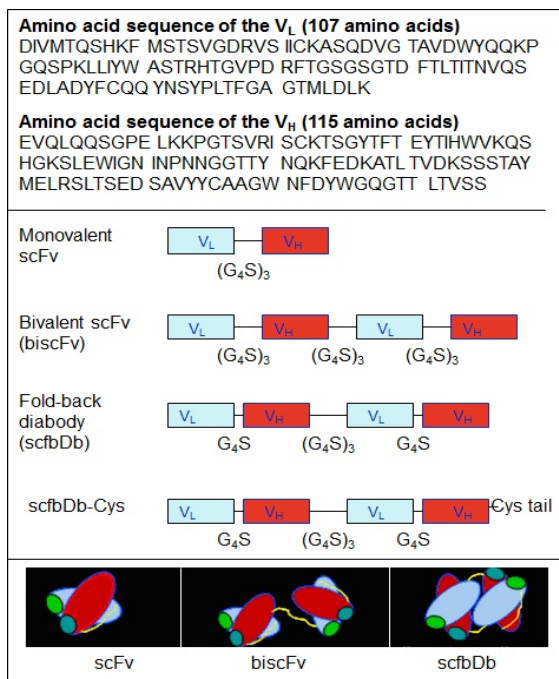 Amino acid sequence of the VL (107 amino acids)
DIVMTQSHKF MSTSVGDRVS IICKASQDVG TAVDWYQQKP
GQSPKLLIYW ASTRHTGVPD RFTGSGSGTD FTLTITNVQS
EDLADYFCQQ YNSYPLTFGA GTMLDLK
Amino acid sequence of the VH (115 amino acids)
EVQLQQSGPE LKKPGTSVRI SCKTSGYTFT EYTIHWVKQS
HGKSLEWIGN INPNNGGTTY NQKFEDKATL TVDKSSSTAY
MELRSLTSED SAVYYCAAGW NFDYWGQGTT LTVSS
Monovalent
scFv
VL VH
(G4S)3
Bivalent scFv
(biscFv)
VL VH VL VH
(G4S)3 (G4S)3 (G4S)3
Fold-back
diabody
(scfbDb)
VL VH VL VH
G4S (G4S)3 G4S
scfbDb-Cys
VL VH VL VH Cys tail
G4S (G4S)3 G4S
scFv biscFv scfbDb